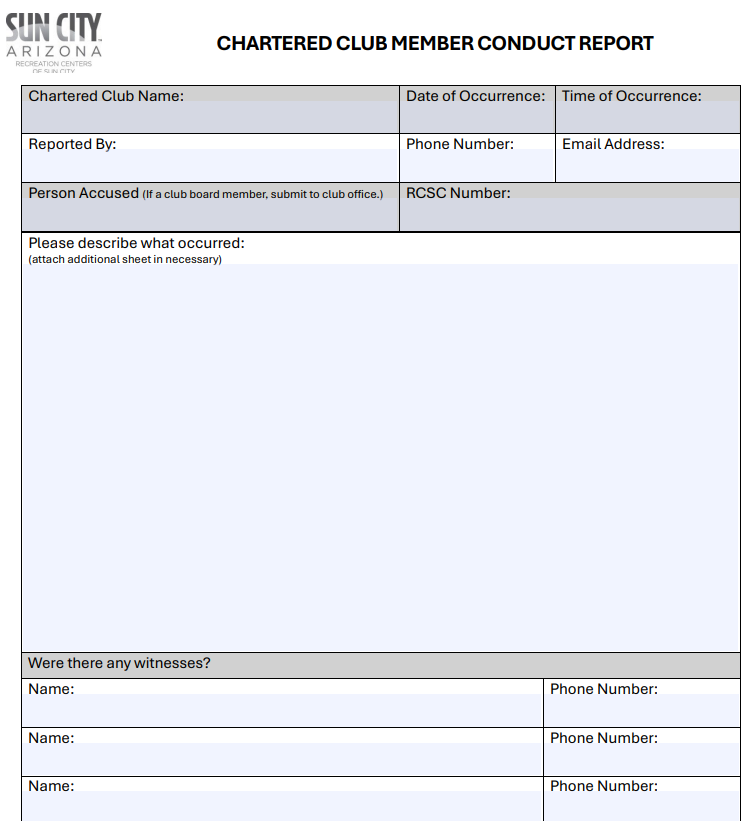 SUN CITY™
ARIZONA
RECREATION CENTERS
OF SUN CITY
CHARTERED CLUB MEMBER CONDUCT REPORT
Chartered Club Name: Date of Occurrence: Time of Occurrence:
Reported By: Phone Number: Email Address:
Person Accused (If a club board member, submit to club office.) RCSC Number:
Please describe what occurred:
(attach additional sheet in necessary)
Were there any witnesses?
Name: Phone Number:
Name: Phone Number:
Name: Phone Number: